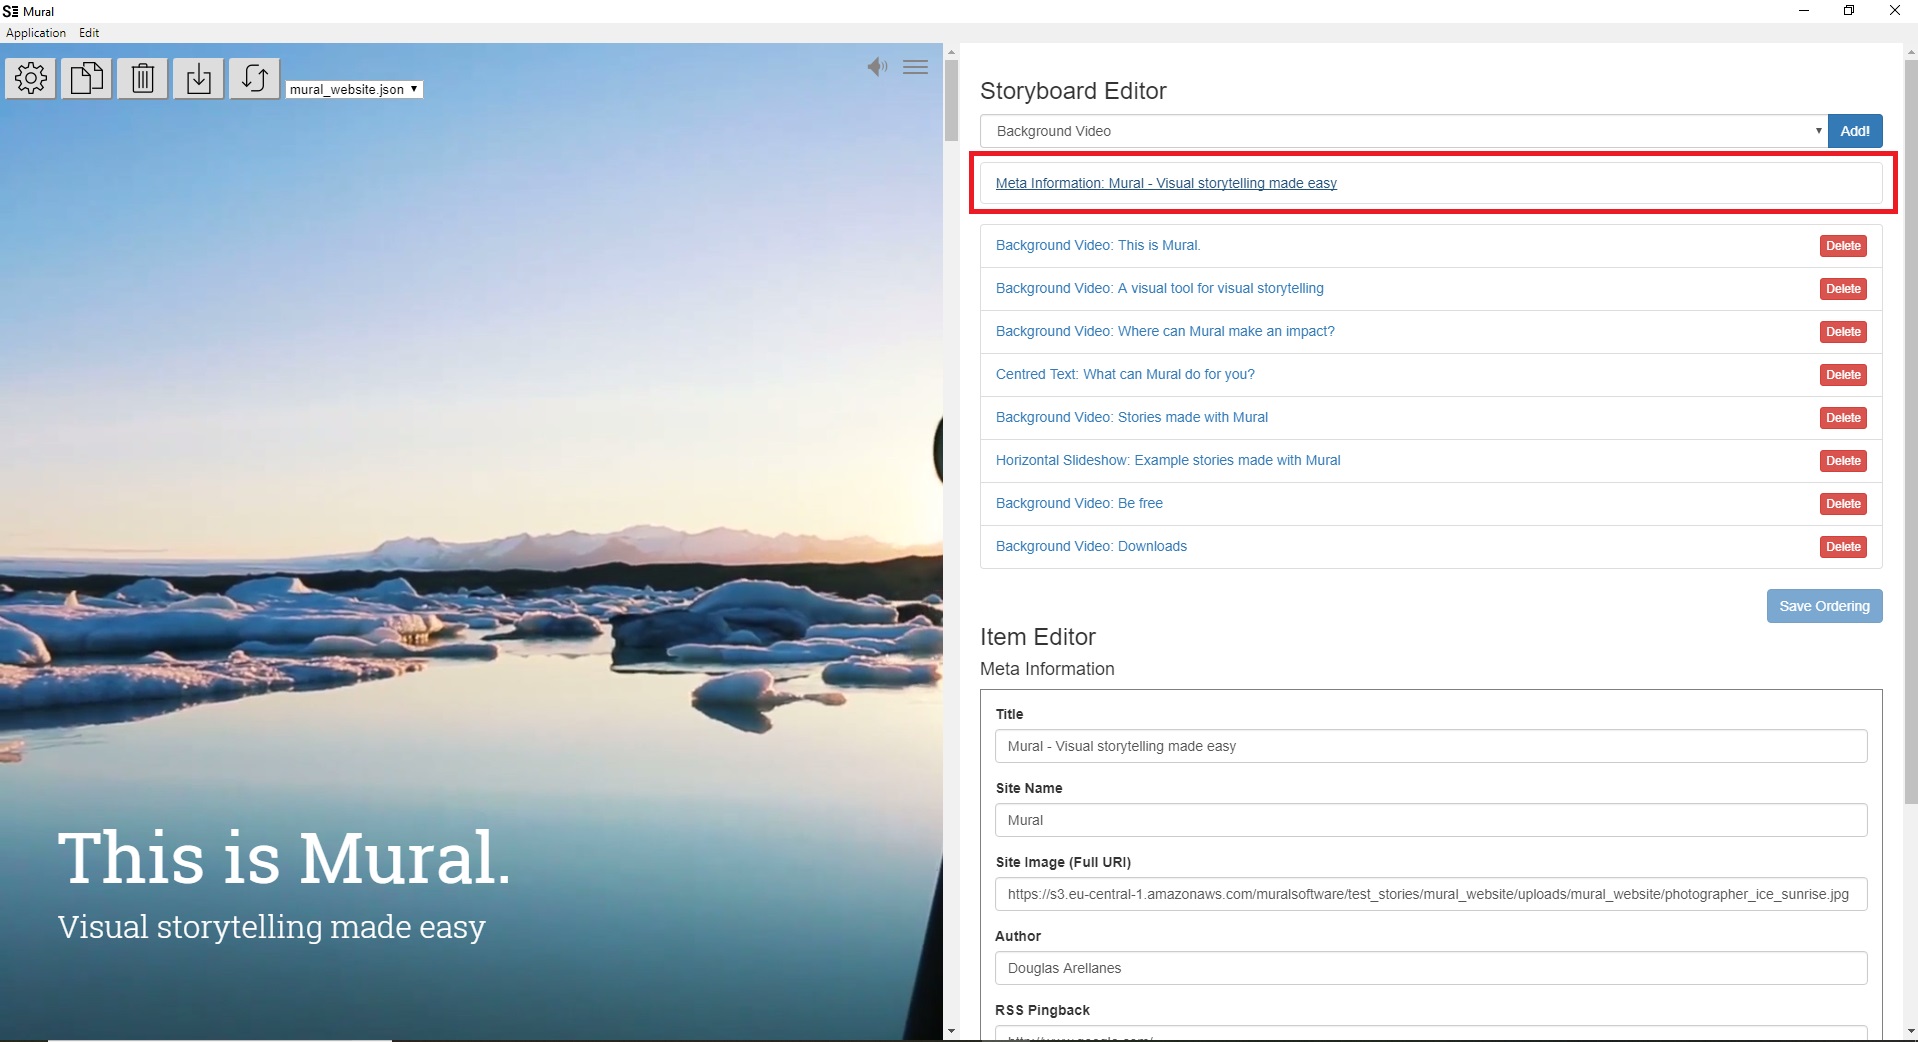 Mural
Application Edit
mural_website.json
This is Mural.
Visual storytelling made easy
Storyboard Editor
Background Video
Add!
Meta Information: Mural - Visual storytelling made easy
Background Video: This is Mural.
Delete
Background Video: A visual tool for visual storytelling
Delete
Background Video: Where can Mural make an impact?
Delete
Centred Text: What can Mural do for you?
Delete
Background Video: Stories made with Mural
Delete
Horizontal Slideshow: Example stories made with Mural
Delete
Background Video: Be free
Delete
Background Video: Downloads
Delete
Save Ordering
Item Editor
Meta Information
Title
Mural - Visual storytelling made easy
Site Name
Mural
Site Image (Full URI)
https://s3.eu-central-1.amazonaws.com/muralsoftware/test_stories/mural_website/uploads/mural_website/photographer_ice_sunrise.jpg
Author
Douglas Arellanes
RSS Pingback